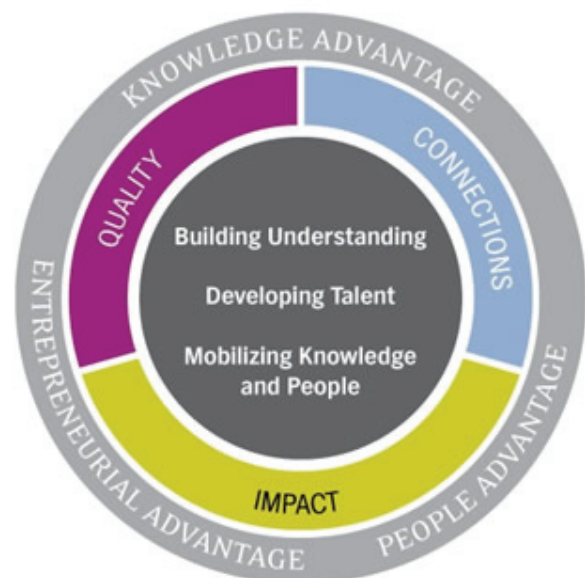 KNOWLEDGE ADVANTAGE
QUALITY
CONNECTIONS
Building Understanding
Developing Talent
Mobilizing Knowledge
and People
IMPACT
ENTREPRENEURIAL ADVANTAGE
PEOPLE ADVANTAGE